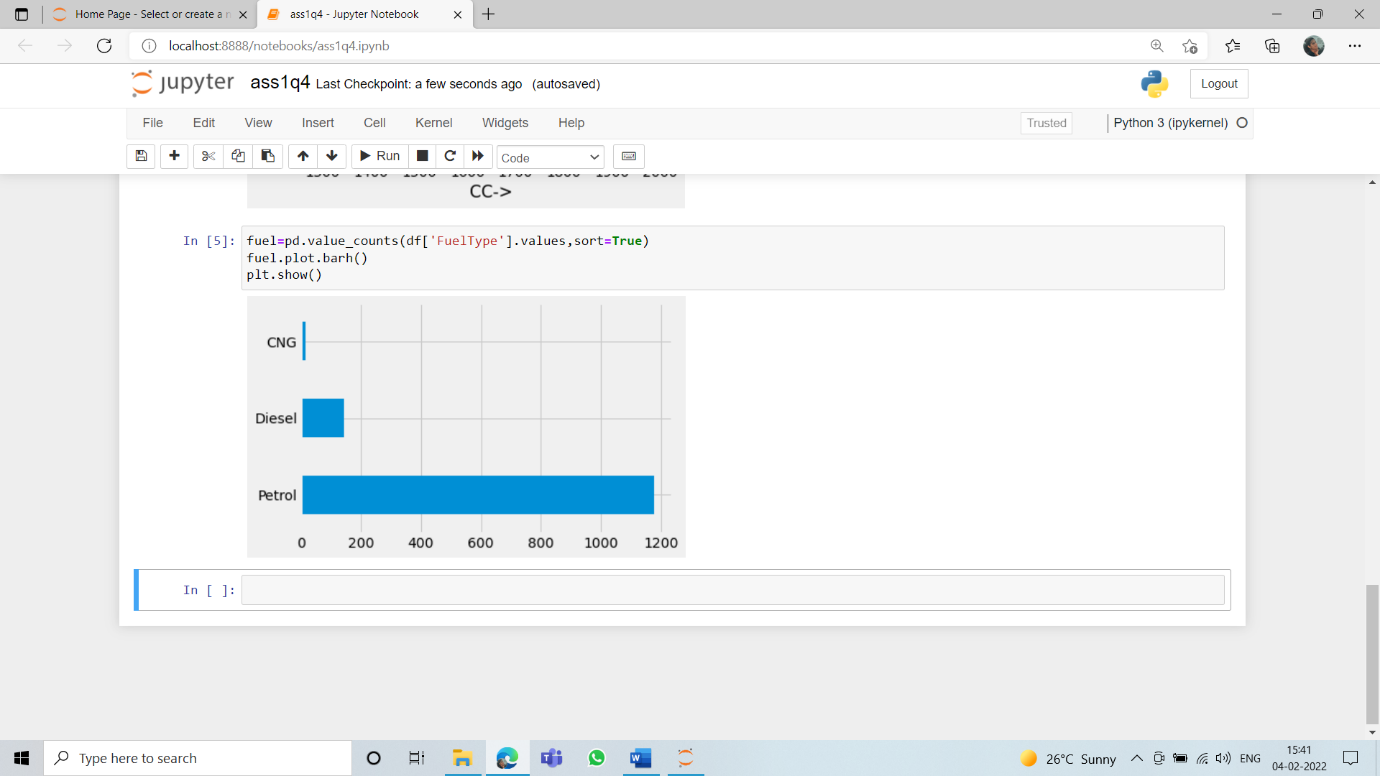 Home Page - Select or create a n
ass1q4 - Jupyter Notebook
localhost:8888/notebooks/ass1q4.ipynb
jupyter ass1q4 Last Checkpoint: a few seconds ago (autosaved)
Logout
File Edit View Insert Cell Kernel Widgets Help
Trusted
Python 3 (ipykernel)
Run
Code
CC->
In [5]: fuel=pd.value_counts(df['FuelType'].values,sort=True)
fuel.plot.barh()
plt.show()
CNG
Diesel
Petrol
0 200 400 600 800 1000 1200
In [ ]:
Type here to search
26°C Sunny
ENG
15:41
04-02-2022